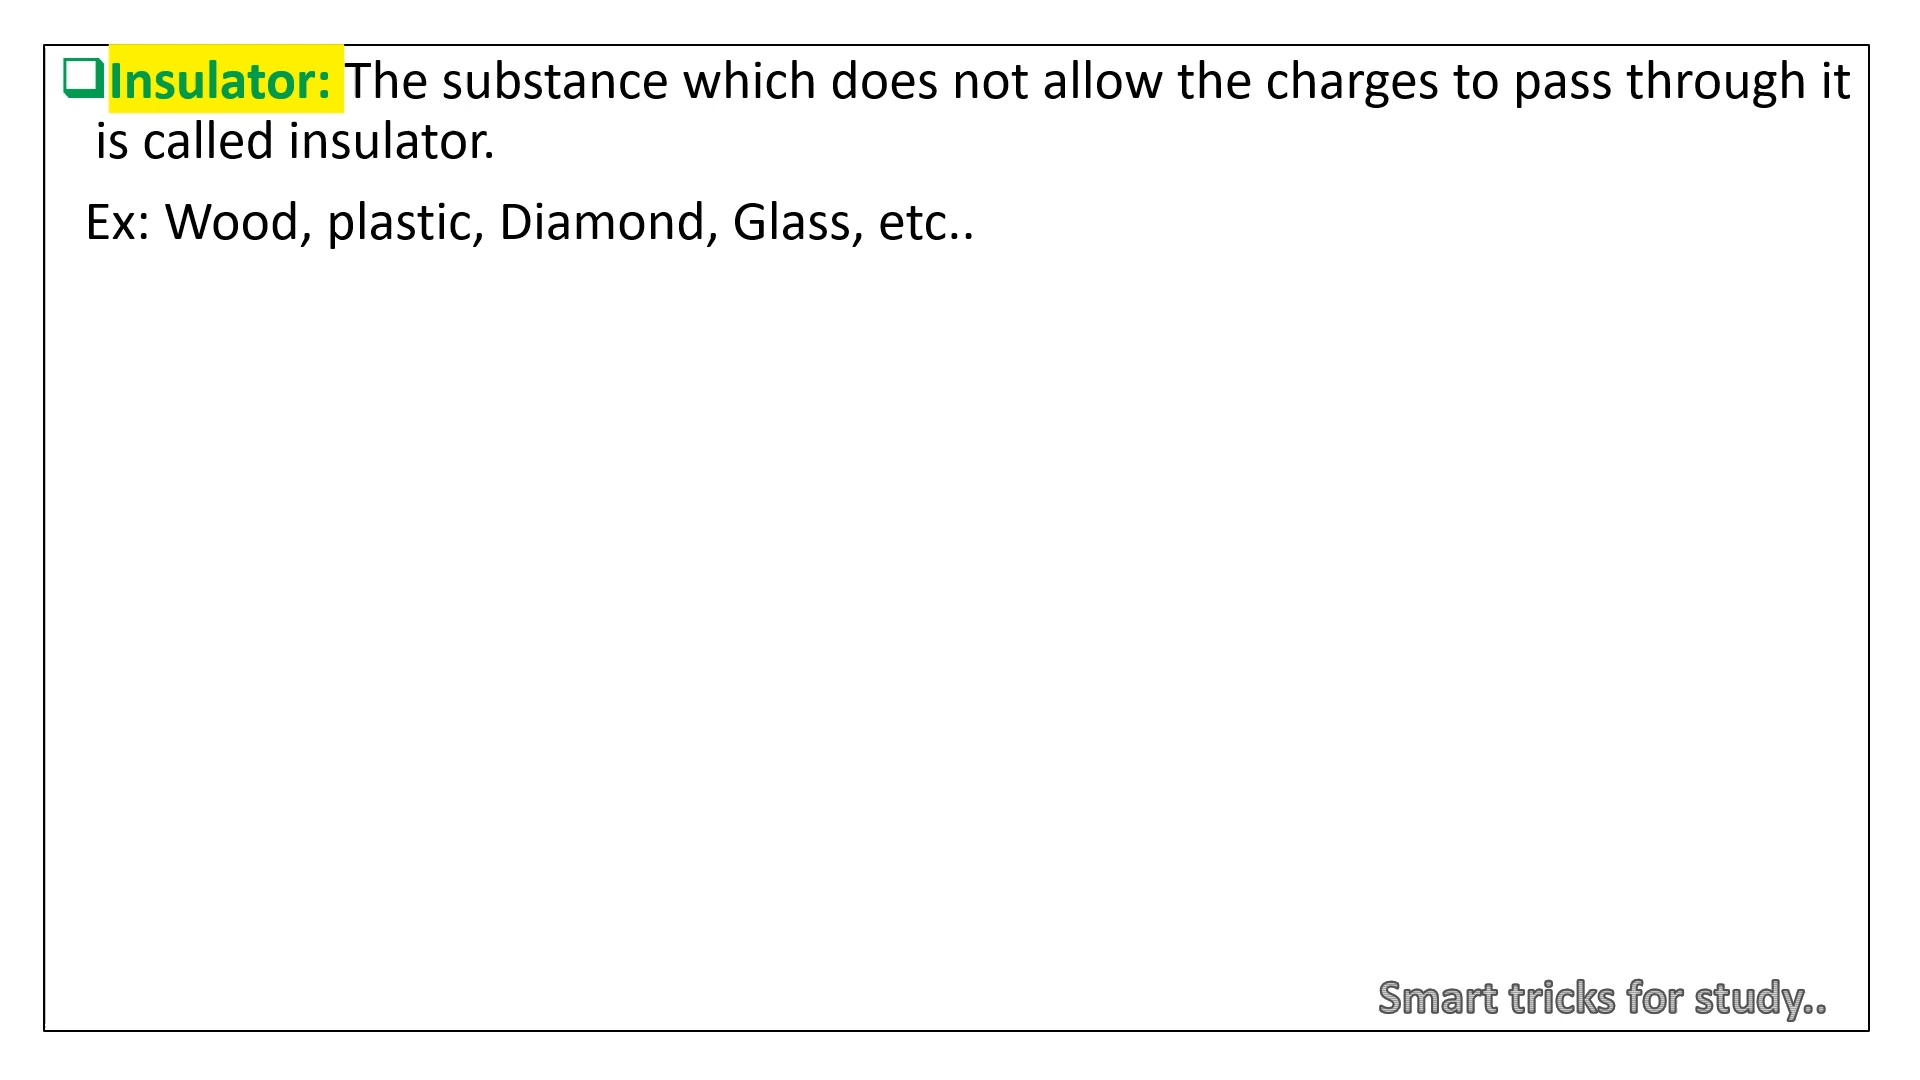 ❑Insulator: The substance which does not allow the charges to pass through it
is called insulator.
Ex: Wood, plastic, Diamond, Glass, etc..
Smart tricks for study..